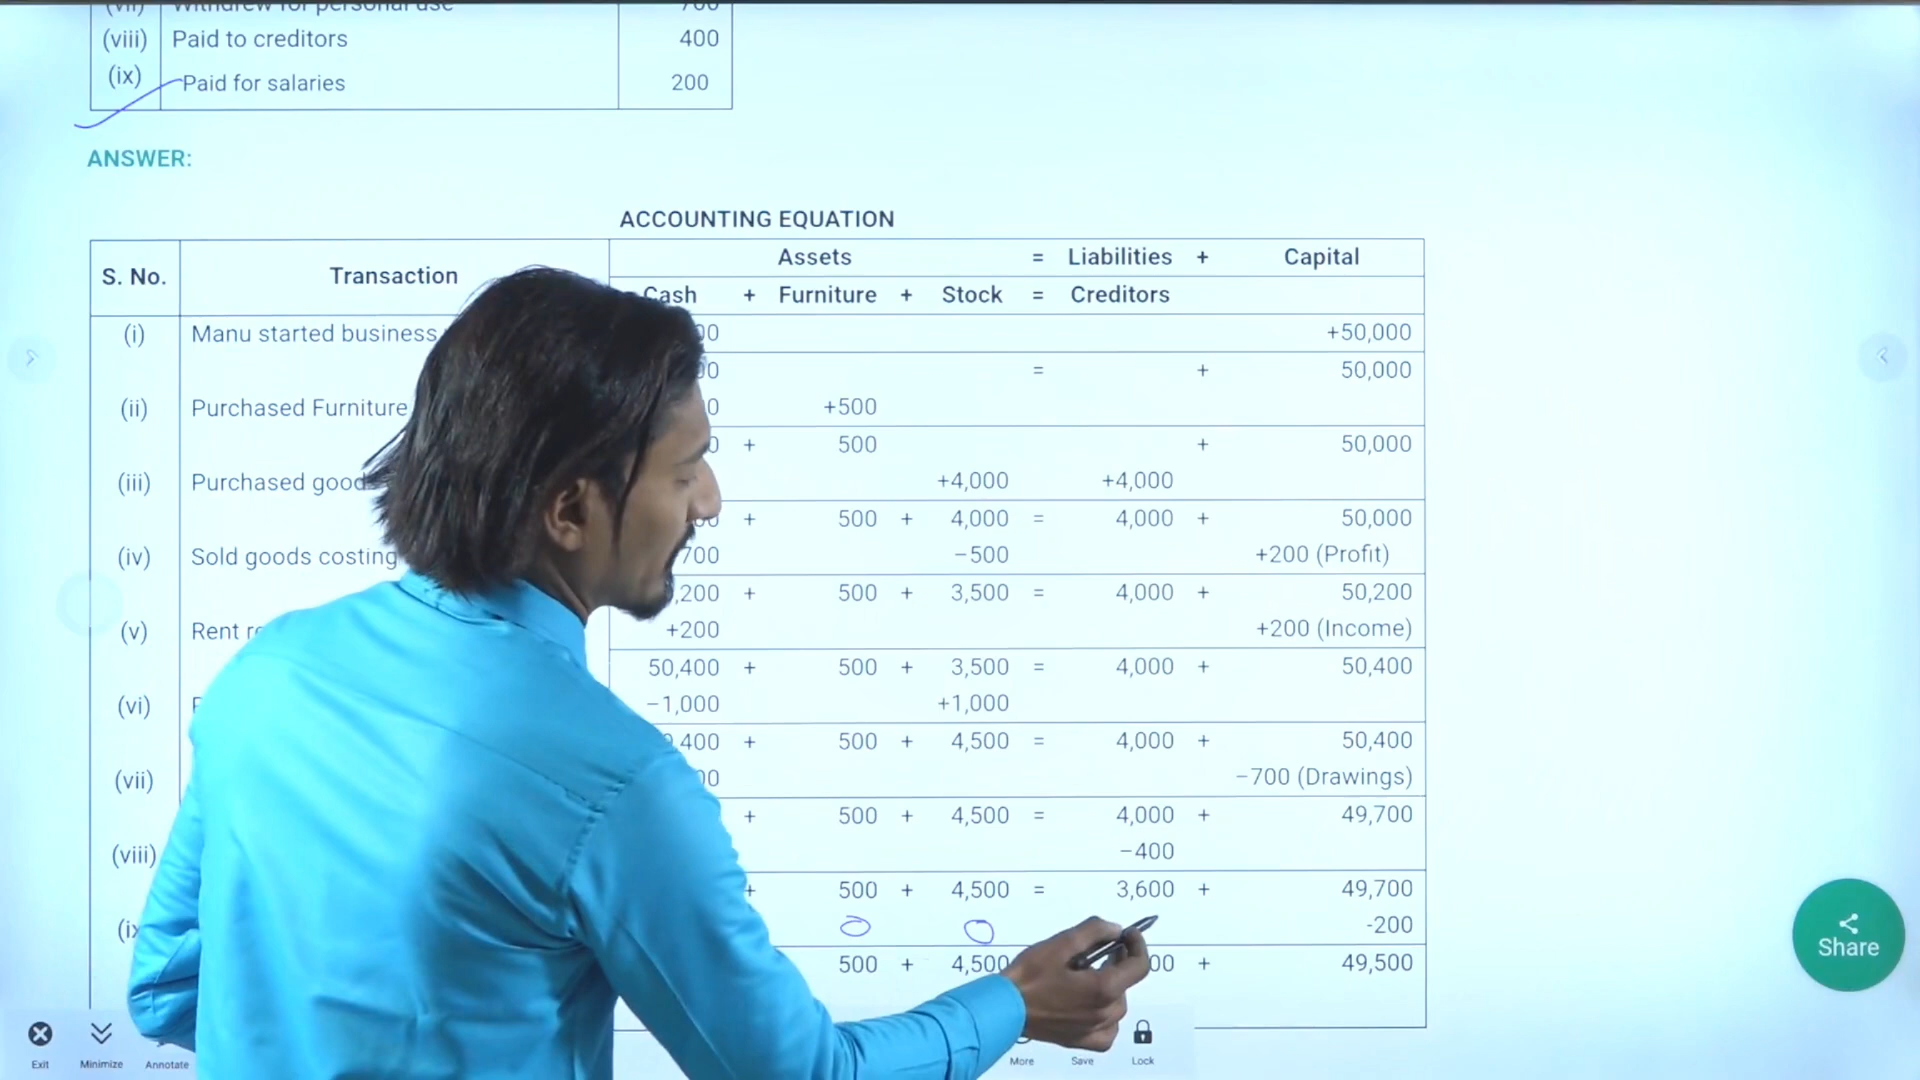 (vii) Withdrew for personal use 700
(viii) Paid to creditors 400
(ix) Paid for salaries 200
ANSWER:
ACCOUNTING EQUATION
S. No. Transaction Assets = Liabilities + Capital
Cash + Furniture + Stock = Creditors
(i) Manu started business +50,000
= + 50,000
(ii) Purchased Furniture +500
+ 500 + 50,000
(iii) Purchased +4,000 +4,000
+ 500 + 4,000 = 4,000 + 50,000
(iv) Sold goods costing 700 −500 +200 (Profit)
,200 + 500 + 3,500 = 4,000 + 50,200
(v) Rent +200 +200 (Income)
50,400 + 500 + 3,500 = 4,000 + 50,400
(vi) −1,000 +1,000
,400 + 500 + 4,500 = 4,000 + 50,400
(vii) −700 (Drawings)
+ 500 + 4,500 = 4,000 + 49,700
(viii) −400
+ 500 + 4,500 = 3,600 + 49,700
-200
500 + 4,500 + 49,500
Share
Exit Minimize Annotate More Save Lock